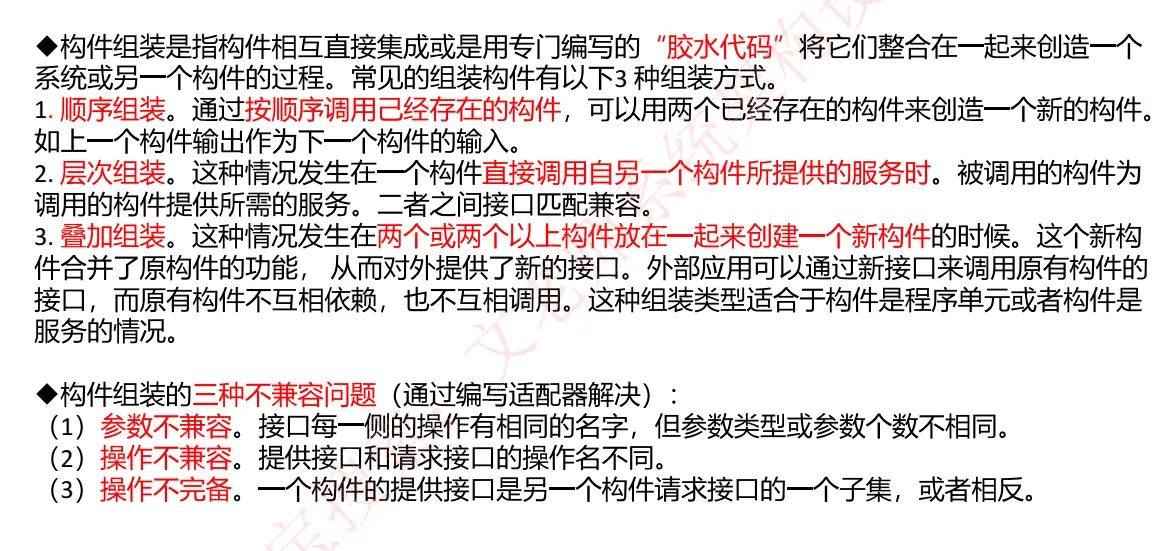 ◆构件组装是指构件相互直接集成或是用专门编写的“胶水代码”将它们整合在一起来创造一个
系统或另一个构件的过程。常见的组装构件有以下3 种组装方式。
1. 顺序组装。通过按顺序调用己经存在的构件，可以用两个已经存在的构件来创造一个新的构件。
如上一个构件输出作为下一个构件的输入。
2. 层次组装。这种情况发生在一个构件直接调用自另一个构件所提供的服务时。被调用的构件为
调用的构件提供所需的服务。二者之间接口匹配兼容。
3. 叠加组装。这种情况发生在两个或两个以上构件放在一起来创建一个新构件的时候。这个新构
件合并了原构件的功能， 从而对外提供了新的接口。外部应用可以通过新接口来调用原有构件的
接口，而原有构件不互相依赖，也不互相调用。这种组装类型适合于构件是程序单元或者构件是
服务的情况。
◆构件组装的三种不兼容问题（通过编写适配器解决）:
（1）参数不兼容。接口每一侧的操作有相同的名字，但参数类型或参数个数不相同。
（2）操作不兼容。提供接口和请求接口的操作名不同。
（3）操作不完备。一个构件的提供接口是另一个构件请求接口的一个子集，或者相反。